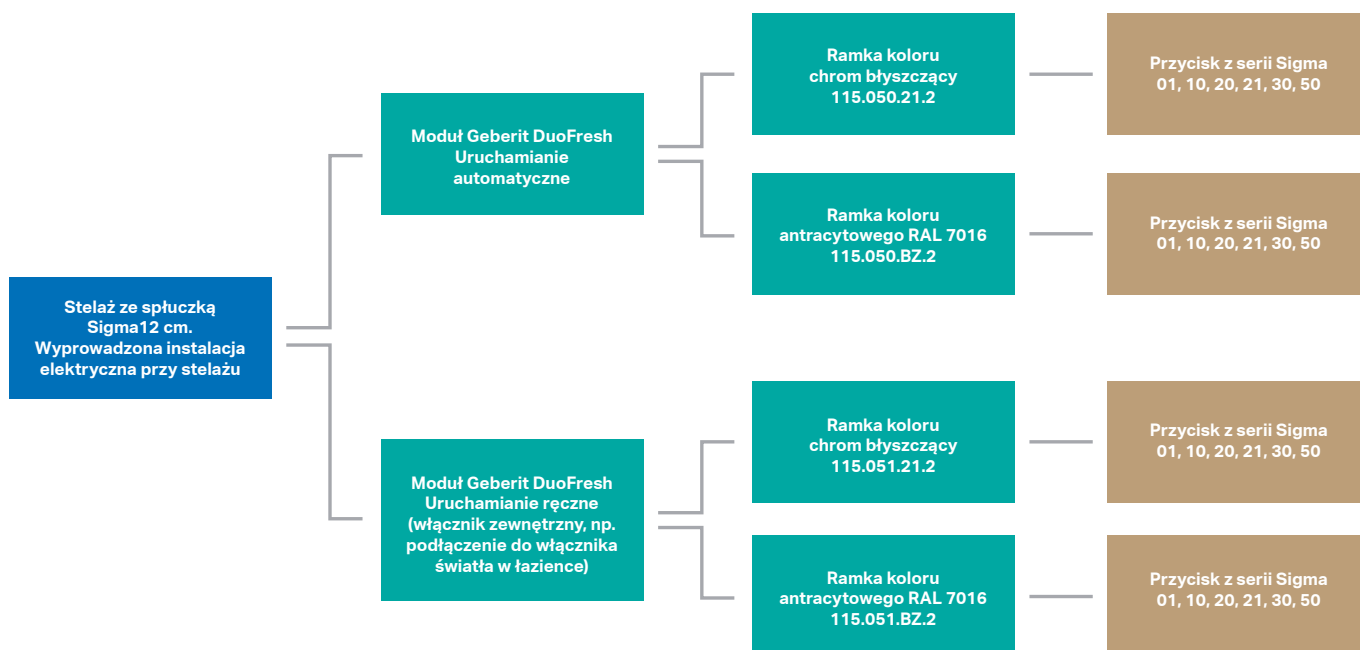 Stelaż ze spłuczką
Sigma12 cm.
Wyprowadzona instalacja
elektryczna przy stelażu
Moduł Geberit DuoFresh
Uruchamianie
automatyczne
Ramka koloru
chrom błyszczący
115.050.21.2
Przycisk z serii Sigma
01, 10, 20, 21, 30, 50
Ramka koloru
antracytowego RAL 7016
115.050.BZ.2
Przycisk z serii Sigma
01, 10, 20, 21, 30, 50
Moduł Geberit DuoFresh
Uruchamianie ręczne
(włącznik zewnętrzny, np.
podłączenie do włącznika
światła w łazience)
Ramka koloru
chrom błyszczący
115.051.21.2
Przycisk z serii Sigma
01, 10, 20, 21, 30, 50
Ramka koloru
antracytowego RAL 7016
115.051.BZ.2
Przycisk z serii Sigma
01, 10, 20, 21, 30, 50